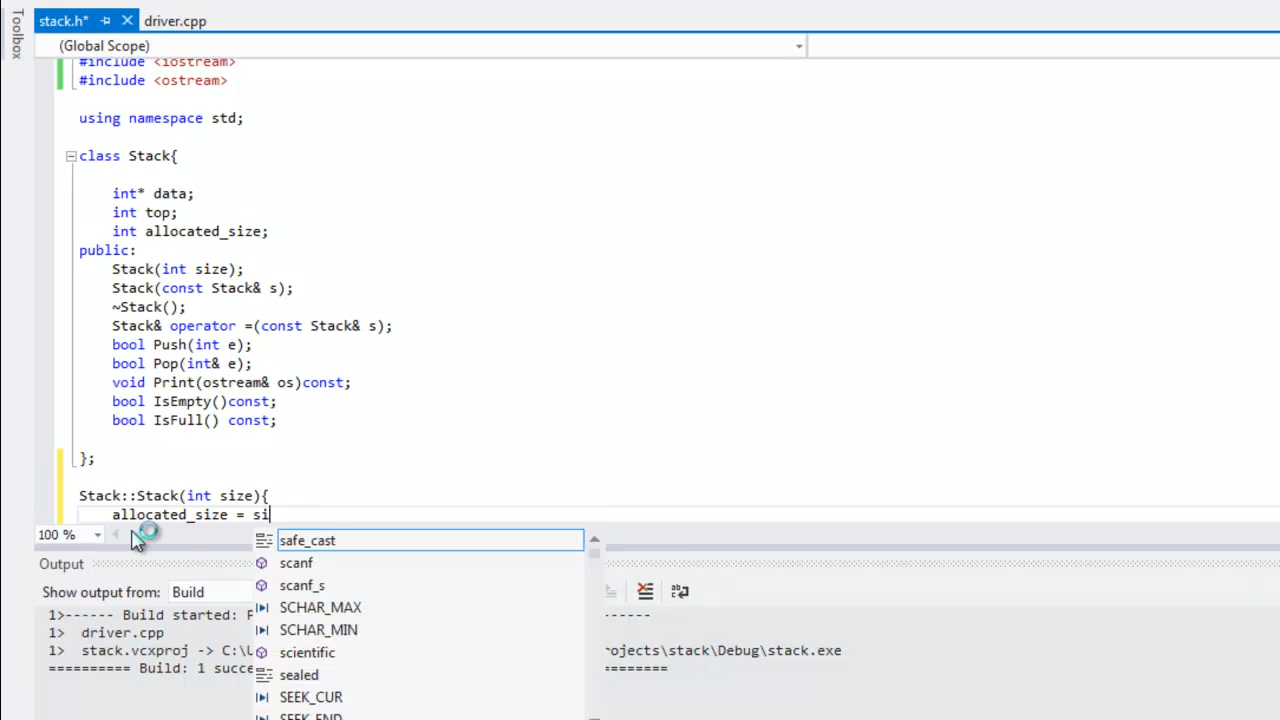 Toolbox
stack.h* driver.cpp
(Global Scope)
#include <iostream>
#include <ostream>
using namespace std;
class Stack{
int* data;
int top;
int allocated_size;
public:
Stack(int size);
Stack(const Stack& s);
~Stack();
Stack& operator =(const Stack& s);
bool Push(int e);
bool Pop(int& e);
void Print(ostream& os)const;
bool IsEmpty()const;
bool IsFull() const;
};
Stack::Stack(int size){
allocated_size = si
100 %
safe_cast
scanf
scanf_s
SCHAR_MAX
SCHAR_MIN
scientific
sealed
SEEK_CUR
SEEK_END
Output
Show output from: Build
1>------ Build started: P ------
1> driver.cpp
1> stack.vcxproj -> C:\U rojects\stack\Debug\stack.exe
========== Build: 1 succe ========